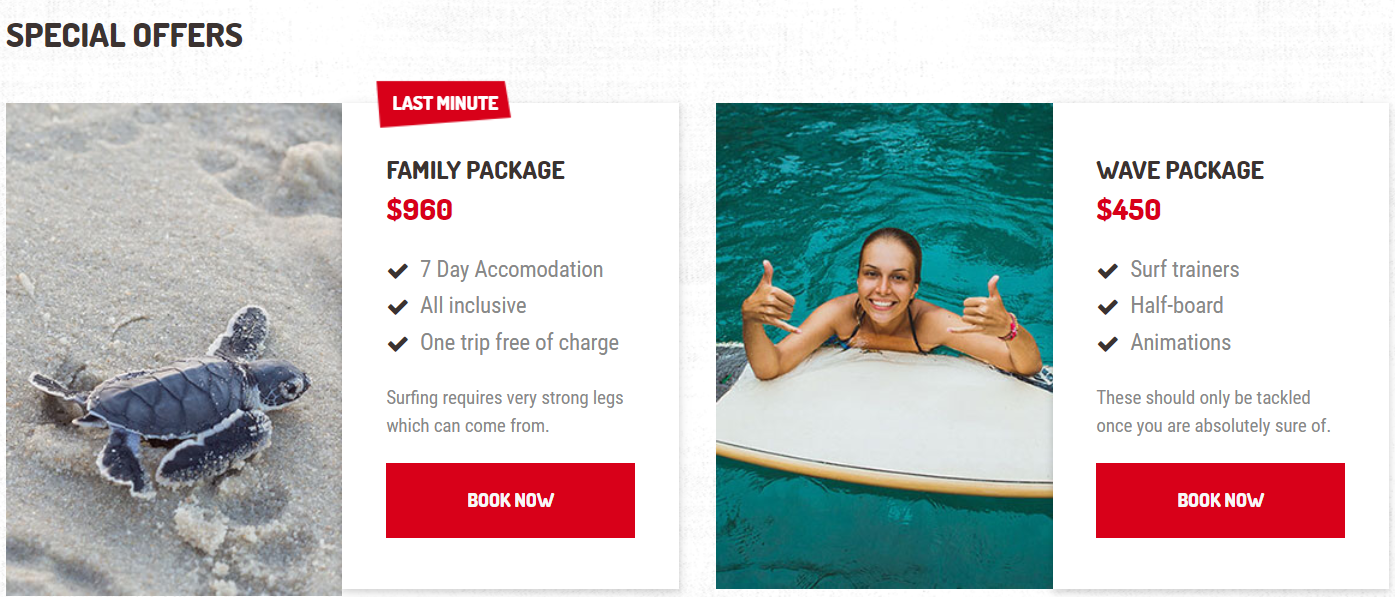 SPECIAL OFFERS
LAST MINUTE
FAMILY PACKAGE
$960
7 Day Accomodation
All inclusive
One trip free of charge
Surfing requires very strong legs
which can come from.
BOOK NOW
WAVE PACKAGE
$450
Surf trainers
Half-board
Animations
These should only be tackled
once you are absolutely sure of.
BOOK NOW